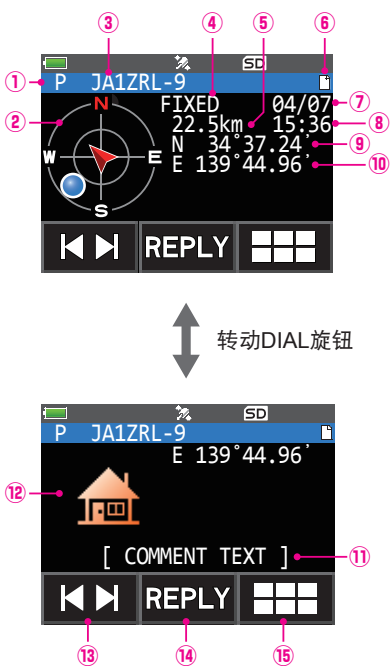 ③ ④ ⑤ ⑥
SD
① P JA1ZRL-9
② N FIXED 04/07 ⑦
22.5km 15:36 ⑧
W E N 34°37.24' ⑨
E 139°44.96' ⑩
S
REPLY
转动DIAL旋钮
SD
P JA1ZRL-9
E 139°44.96'
⑫
[ COMMENT TEXT ] ⑪
REPLY
⑬ ⑭ ⑮